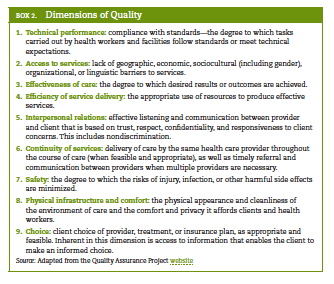 BOX 2. Dimensions of Quality
1. Technical performance: compliance with standards—the degree to which tasks
carried out by health workers and facilities follow standards or meet technical
expectations.
2. Access to services: lack of geographic, economic, sociocultural (including gender),
organizational, or linguistic barriers to services.
3. Effectiveness of care: the degree to which desired results or outcomes are achieved.
4. Efficiency of service delivery: the appropriate use of resources to produce effective
services.
5. Interpersonal relations: effective listening and communication between provider
and client that is based on trust, respect, confidentiality, and responsiveness to client
concerns. This includes nondiscrimination.
6. Continuity of services: delivery of care by the same health care provider throughout
the course of care (when feasible and appropriate), as well as timely referral and
communication between providers when multiple providers are necessary.
7. Safety: the degree to which the risks of injury, infection, or other harmful side effects
are minimized.
8. Physical infrastructure and comfort: the physical appearance and cleanliness of
the environment of care and the comfort and privacy it affords clients and health
workers.
9. Choice: client choice of provider, treatment, or insurance plan, as appropriate and
feasible. Inherent in this dimension is access to information that enables the client to
make an informed choice.
Source: Adapted from the Quality Assurance Project website